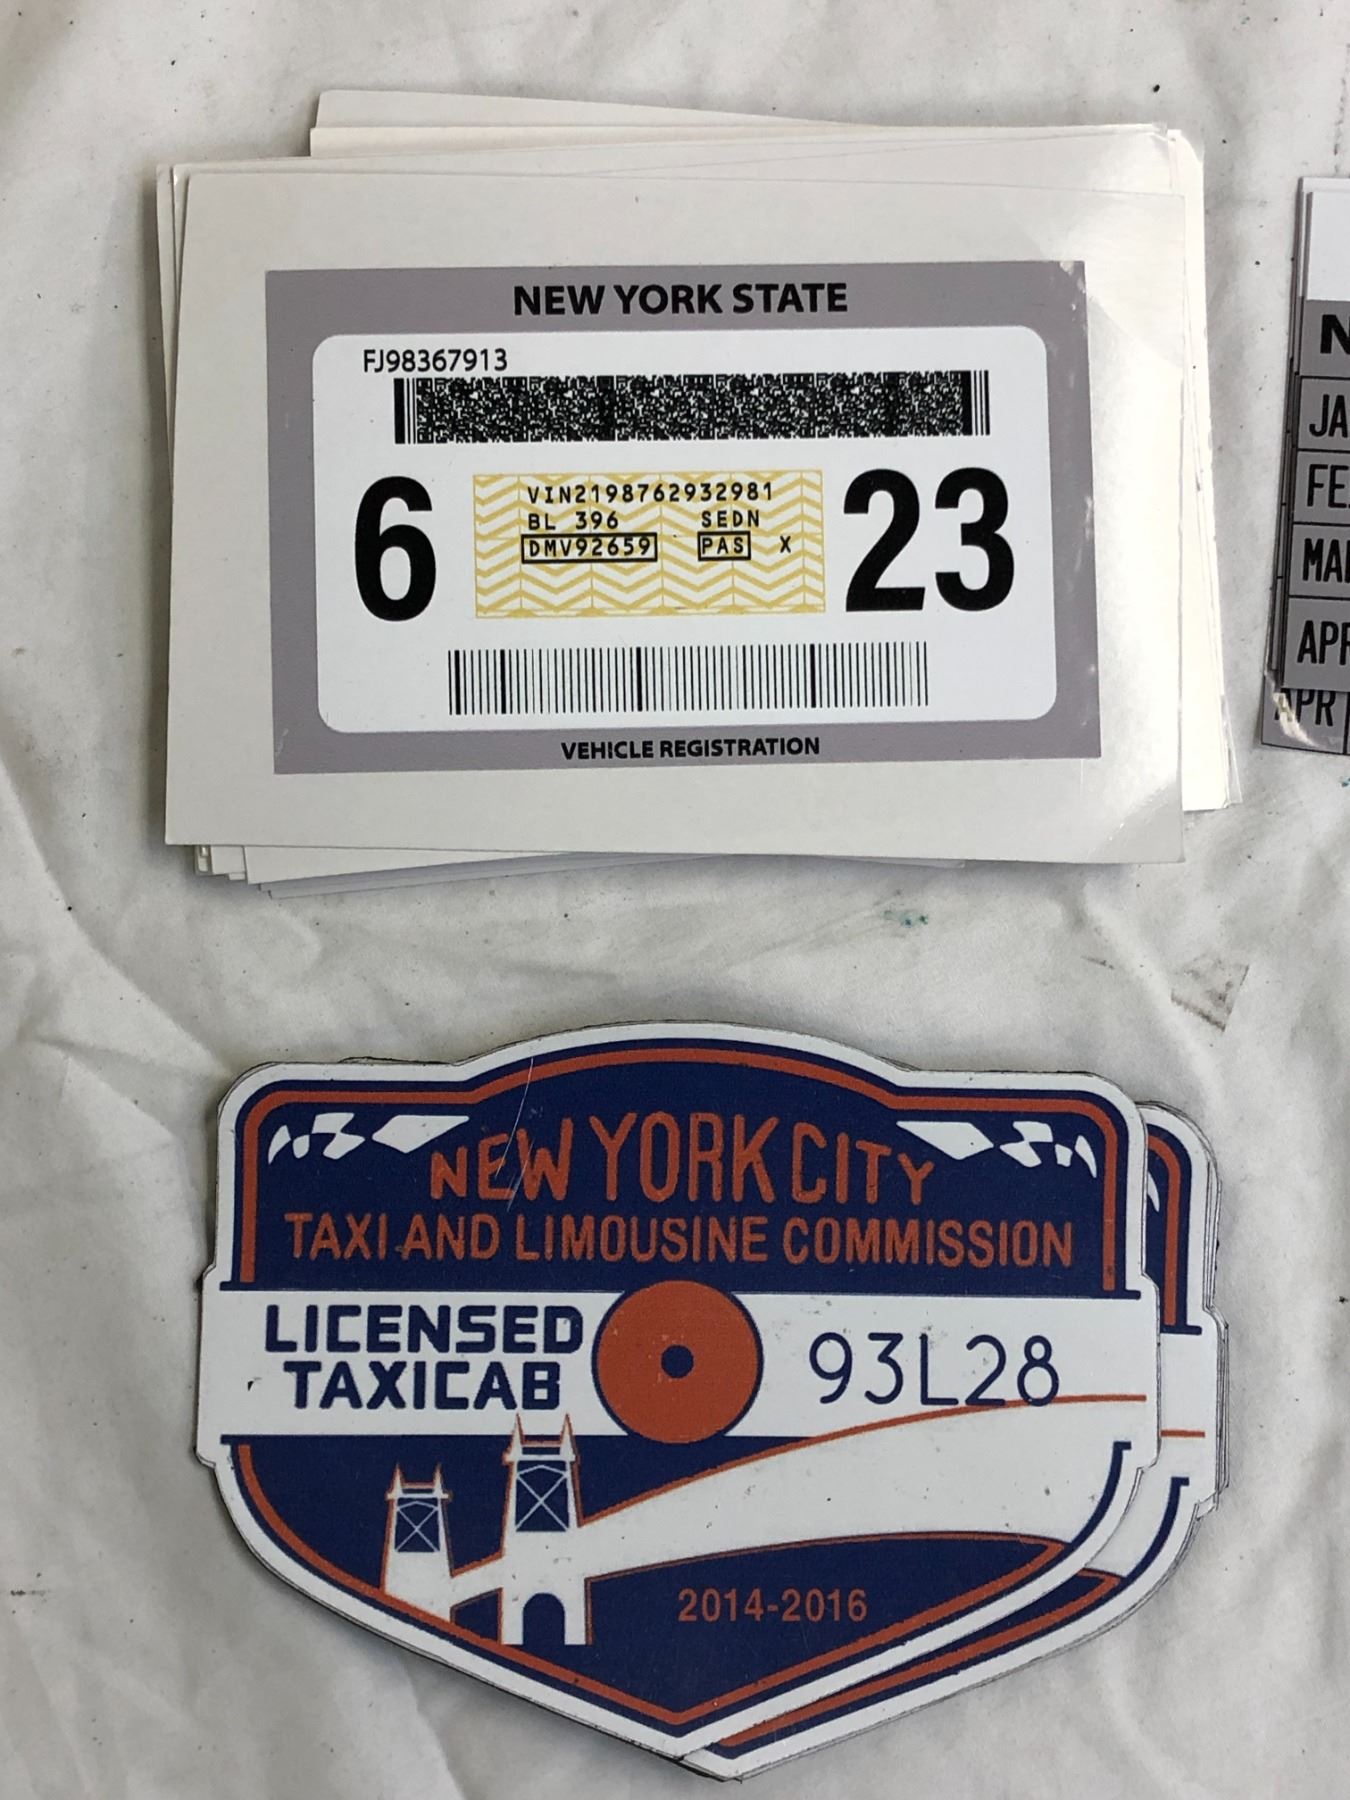 NEW YORK STATE
FJ98367913
6
VIN2198762932981
BL 396 SEDN
DMV92659 PAS X
23
VEHICLE REGISTRATION
N
JA
FE
MA
APR
APR
NEW YORK CITY
TAXI AND LIMOUSINE COMMISSION
LICENSED
TAXICAB
93L28
2014-2016